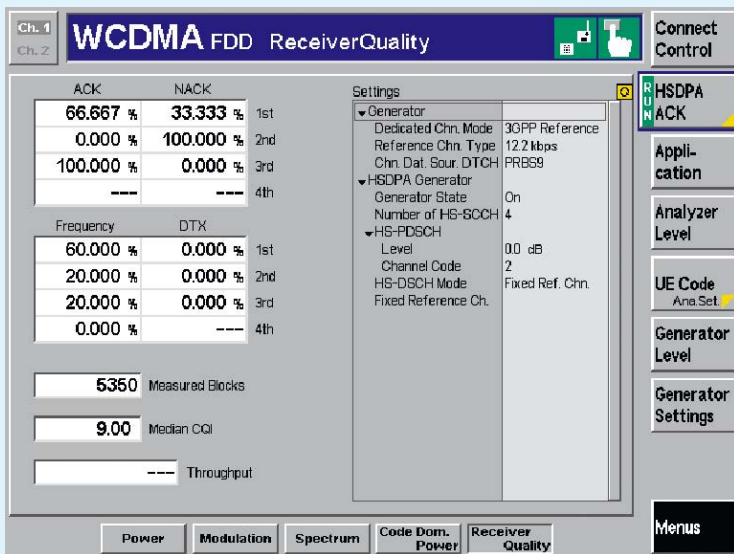 Ch. 1
Ch. 2
WCDMA FDD ReceiverQuality
Connect Control
ACK NACK
66.667 % 33.333 % 1st
0.000 % 100.000 % 2nd
100.000 % 0.000 % 3rd
--- --- 4th
Frequency DTX
60.000 % 0.000 % 1st
20.000 % 0.000 % 2nd
20.000 % 0.000 % 3rd
0.000 % --- 4th
5350 Measured Blocks
9.00 Median CQI
--- Throughput
Settings
Generator
Dedicated Chn. Mode 3GPP Reference
Reference Chn. Type 12.2 kbps
Chn. Dat. Sour. DTCH PRBS9
HSDPA Generator
Generator State On
Number of HS-SCCH 4
HS-PDSCH
Level 0.0 dB
Channel Code 2
HS-DSCH Mode Fixed Ref. Chn.
Fixed Reference Ch.
RUN
HSDPA ACK
Appli-
cation
Analyzer
Level
UE Code
Ana.Set.
Generator
Level
Generator
Settings
Menus
Power
Modulation
Spectrum
Code Dom.
Power
Receiver
Quality